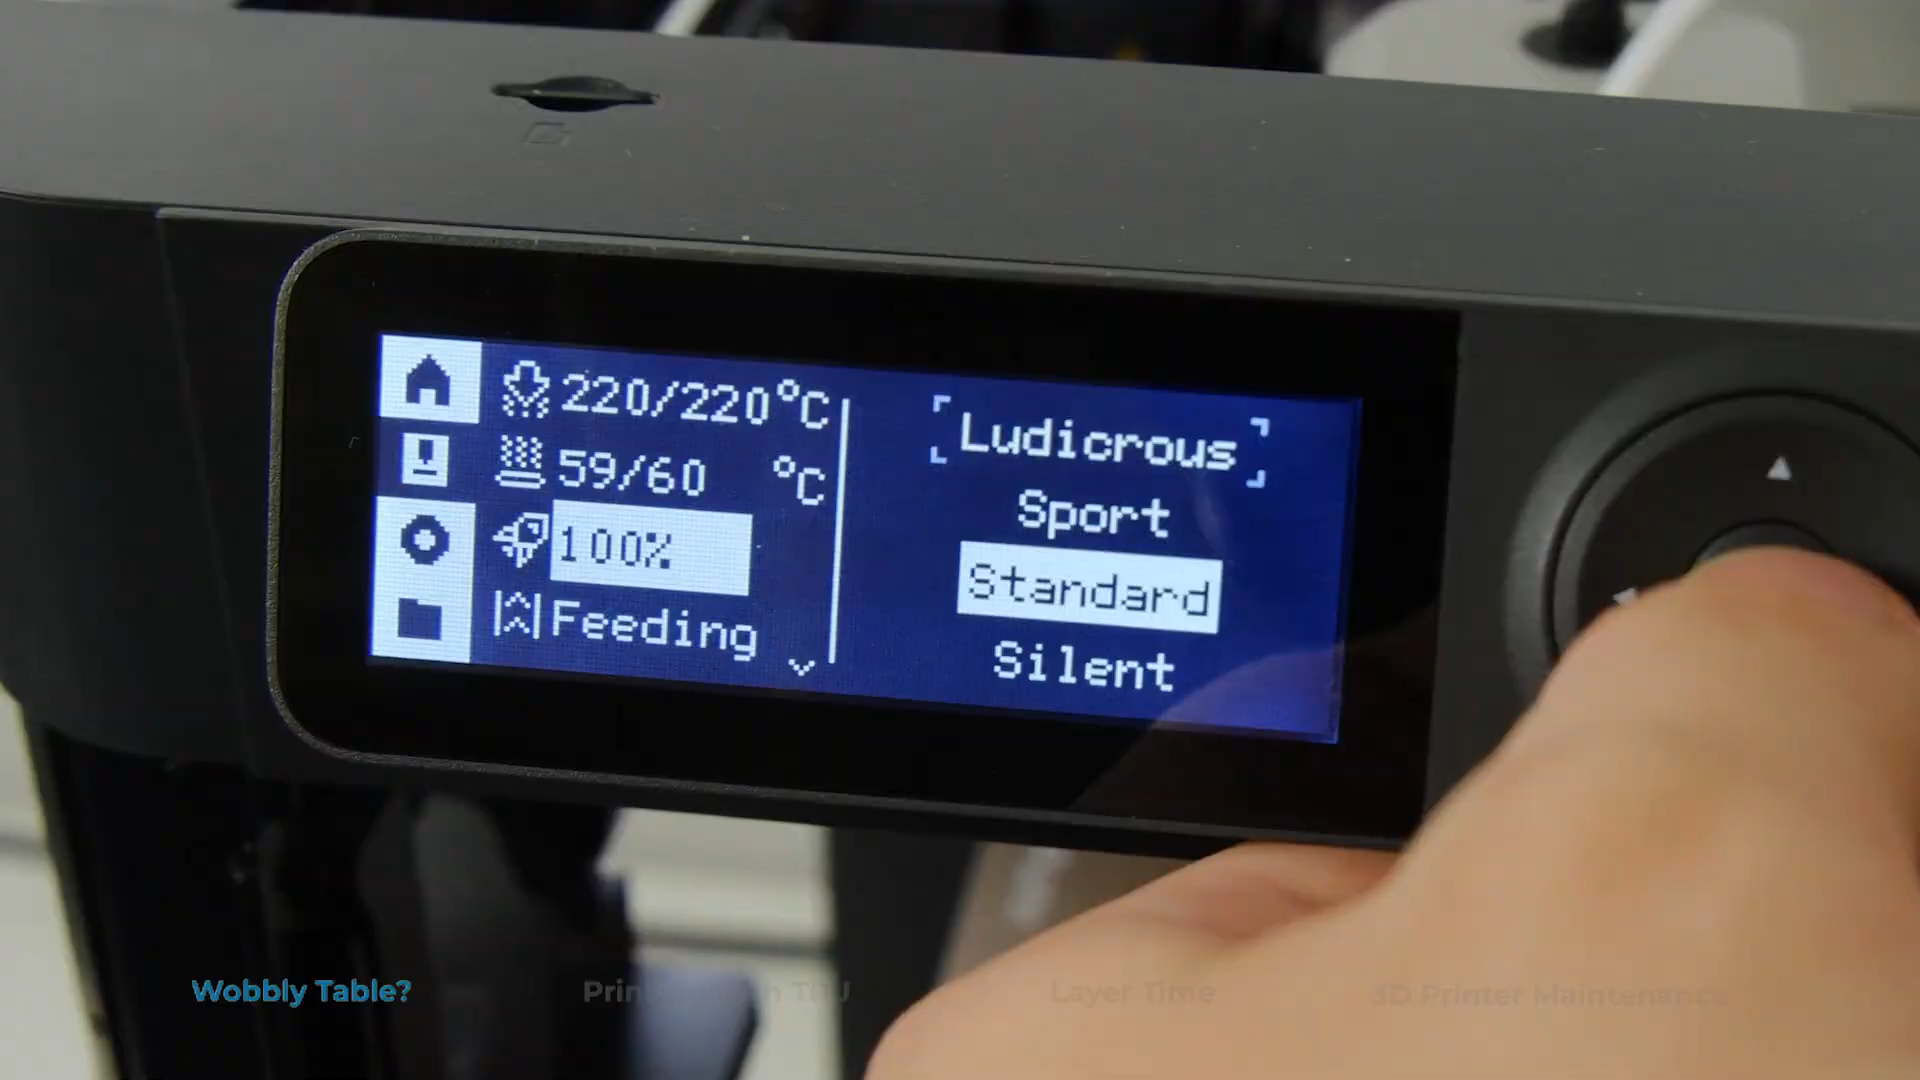 220/220°C
59/60 °C
100%
Feeding
Ludicrous
Sport
Standard
Silent
Wobbly Table?
Layer Time
3D Printer Maintenance